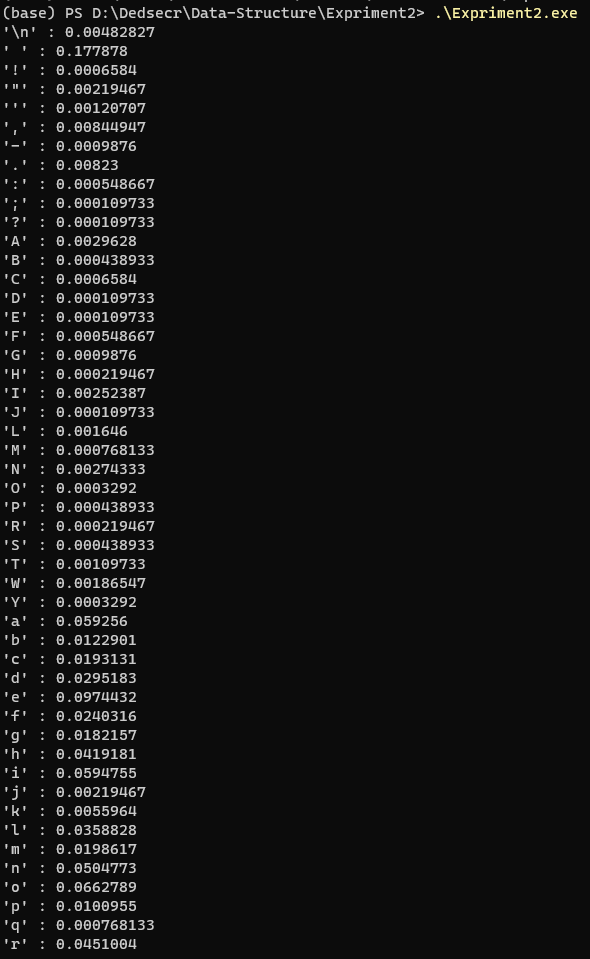 (base) PS D:\Dedsecr\Data-Structure\Expriment2> .\Expriment2.exe
'\n' : 0.00482827
' ' : 0.177878
'!' : 0.0006584
'"' : 0.00219467
''' : 0.00120707
',' : 0.00844947
'-' : 0.0009876
'.' : 0.00823
':' : 0.000548667
';' : 0.000109733
'?' : 0.000109733
'A' : 0.0029628
'B' : 0.000438933
'C' : 0.0006584
'D' : 0.000109733
'E' : 0.000109733
'F' : 0.000548667
'G' : 0.0009876
'H' : 0.000219467
'I' : 0.00252387
'J' : 0.000109733
'L' : 0.001646
'M' : 0.000768133
'N' : 0.00274333
'O' : 0.0003292
'P' : 0.000438933
'R' : 0.000219467
'S' : 0.000438933
'T' : 0.00109733
'W' : 0.00186547
'Y' : 0.0003292
'a' : 0.059256
'b' : 0.0122901
'c' : 0.0193131
'd' : 0.0295183
'e' : 0.0974432
'f' : 0.0240316
'g' : 0.0182157
'h' : 0.0419181
'i' : 0.0594755
'j' : 0.00219467
'k' : 0.0055964
'l' : 0.0358828
'm' : 0.0198617
'n' : 0.0504773
'o' : 0.0662789
'p' : 0.0100955
'q' : 0.000768133
'r' : 0.0451004